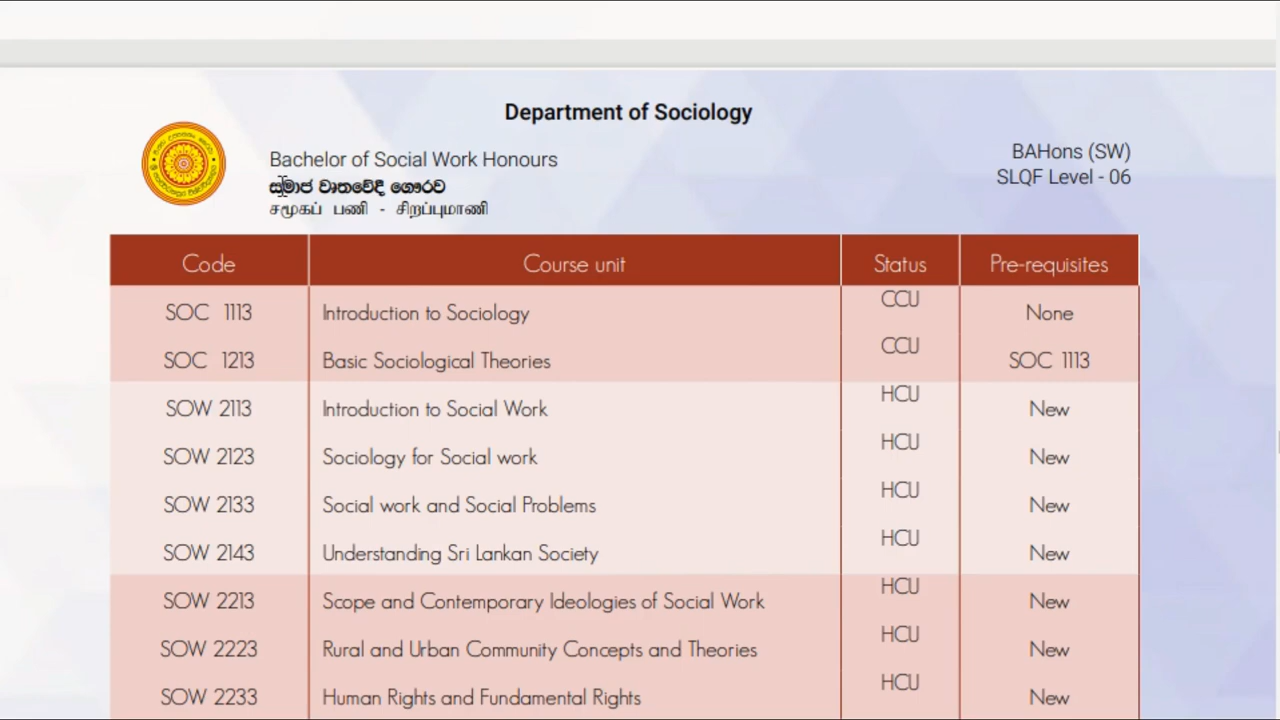 Department of Sociology
Bachelor of Social Work Honours
BAHons (SW)
සමාජ වෘතවේදී ගෞරව
SLQF Level - 06
சமூகப் பணி - சிறப்புமாணி
Code Course unit Status Pre-requisites
SOC 1113 Introduction to Sociology CCU None
SOC 1213 Basic Sociological Theories CCU SOC 1113
SOW 2113 Introduction to Social Work HCU New
SOW 2123 Sociology for Social work HCU New
SOW 2133 Social work and Social Problems HCU New
SOW 2143 Understanding Sri Lankan Society HCU New
SOW 2213 Scope and Contemporary Ideologies of Social Work HCU New
SOW 2223 Rural and Urban Community Concepts and Theories HCU New
SOW 2233 Human Rights and Fundamental Rights HCU New